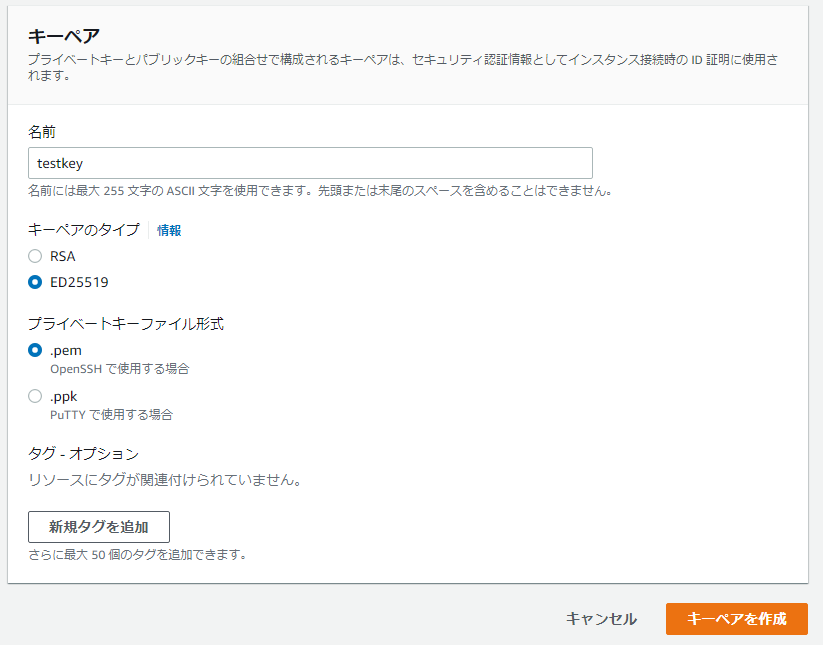 キーペア
プライベートキーとパブリックキーの組合せで構成されるキーペアは、セキュリティ認証情報としてインスタンス接続時の ID 証明に使用さ
れます。
名前
testkey
名前には最大 255 文字の ASCII 文字を使用できます。先頭または末尾のスペースを含めることはできません。
キーペアのタイプ 情報
RSA
ED25519
プライベートキーファイル形式
.pem
OpenSSH で使用する場合
.ppk
PuTTY で使用する場合
タグ - オプション
リソースにタグが関連付けられていません。
新規タグを追加
さらに最大 50 個のタグを追加できます。
キャンセル キーペアを作成